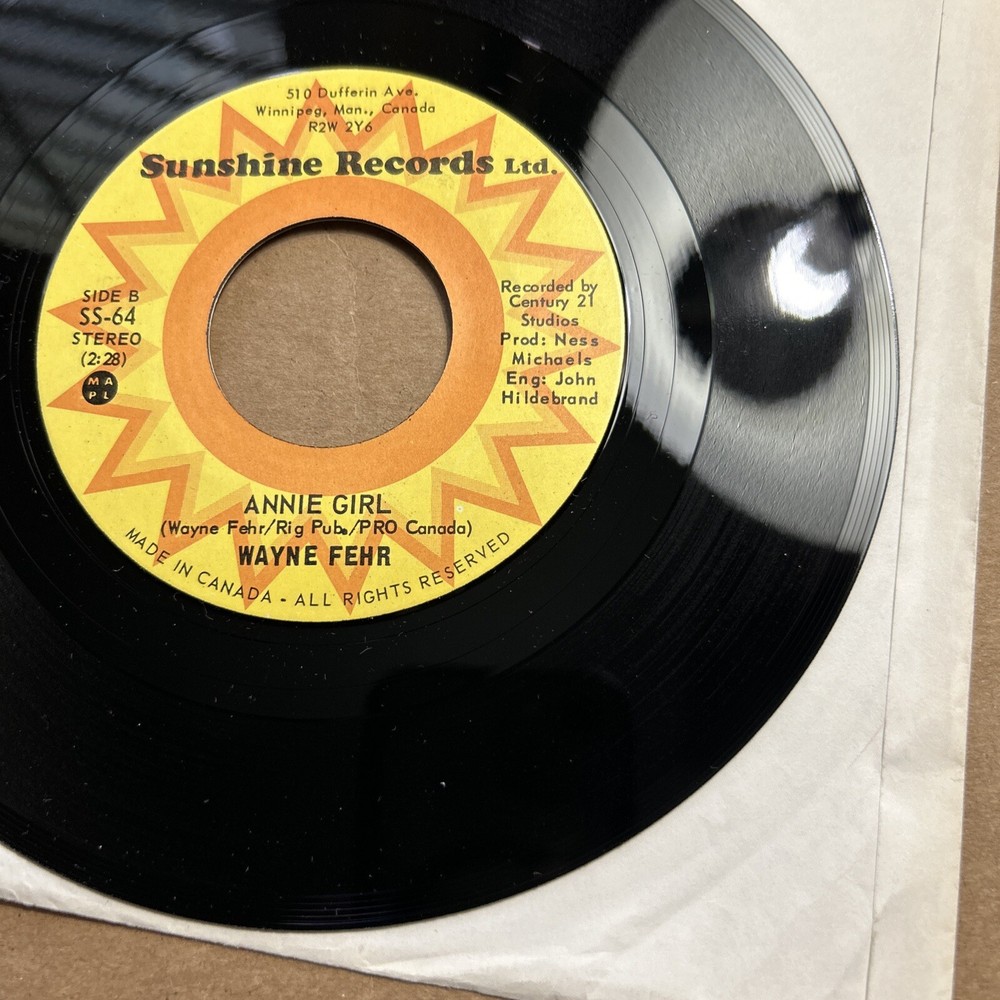 510 Dufferin Ave.
Winnipeg, Man., Canada
R2W 2Y6
Sunshine Records Ltd.
SIDE B
SS-64
STEREO
(2:28)
M A
P L
Recorded by
Century 21
Studios
Prod: Ness
Michaels
Eng: John
Hildebrand
ANNIE GIRL
(Wayne Fehr/Rig Pub./PRO Canada)
WAYNE FEHR
MADE IN CANADA - ALL RIGHTS RESERVED